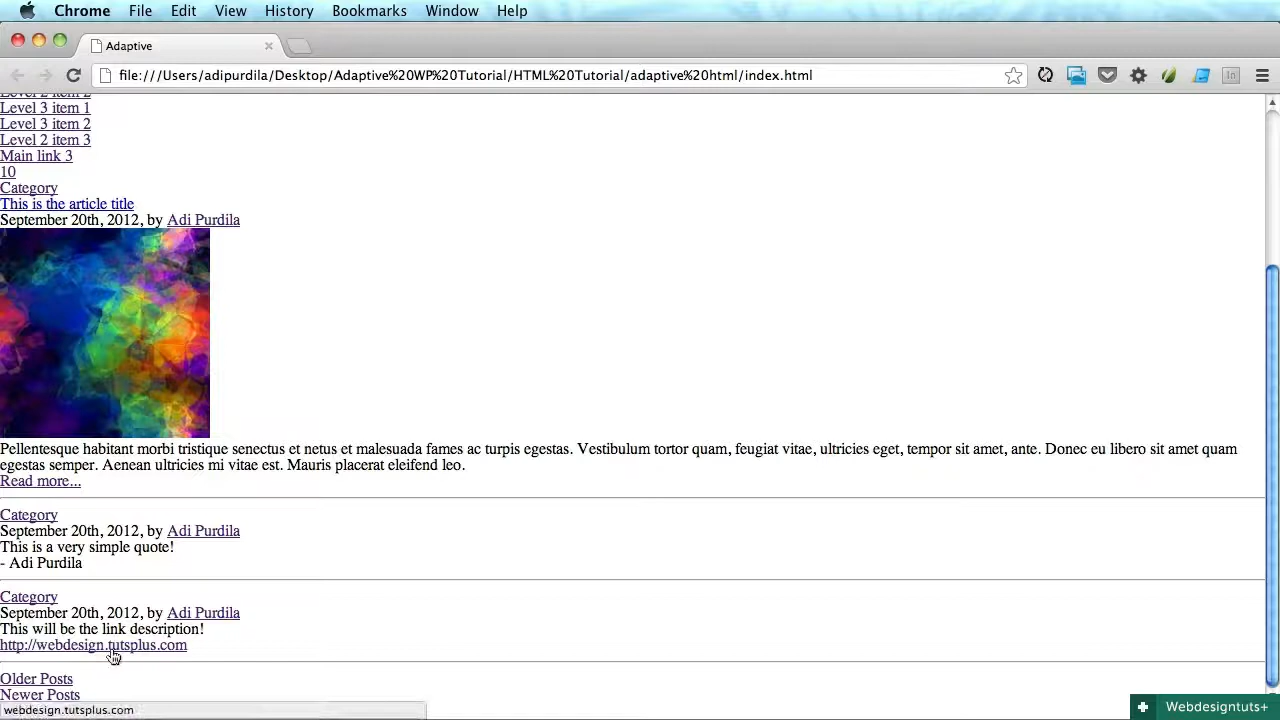 Chrome File Edit View History Bookmarks Window Help
Adaptive
file:///Users/adipurdila/Desktop/Adaptive%20WP%20Tutorial/HTML%20Tutorial/adaptive%20html/index.html
Level 2 item 2
Level 3 item 1
Level 3 item 2
Level 2 item 3
Main link 3
10
Category
This is the article title
September 20th, 2012, by Adi Purdila
Pellentesque habitant morbi tristique senectus et netus et malesuada fames ac turpis egestas. Vestibulum tortor quam, feugiat vitae, ultricies eget, tempor sit amet, ante. Donec eu libero sit amet quam
egestas semper. Aenean ultricies mi vitae est. Mauris placerat eleifend leo.
Read more...
Category
September 20th, 2012, by Adi Purdila
This is a very simple quote!
- Adi Purdila
Category
September 20th, 2012, by Adi Purdila
This will be the link description!
http://webdesign.tutsplus.com
Older Posts
Newer Posts
webdesign.tutsplus.com
Webdesigntuts+